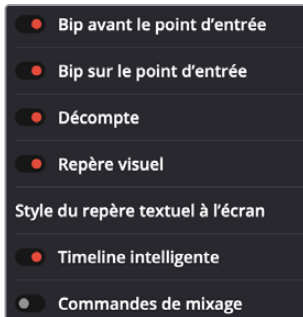 Bip avant le point d’entrée
Bip sur le point d’entrée
Décompte
Repère visuel
Style du repère textuel à l’écran
Timeline intelligente
Commandes de mixage